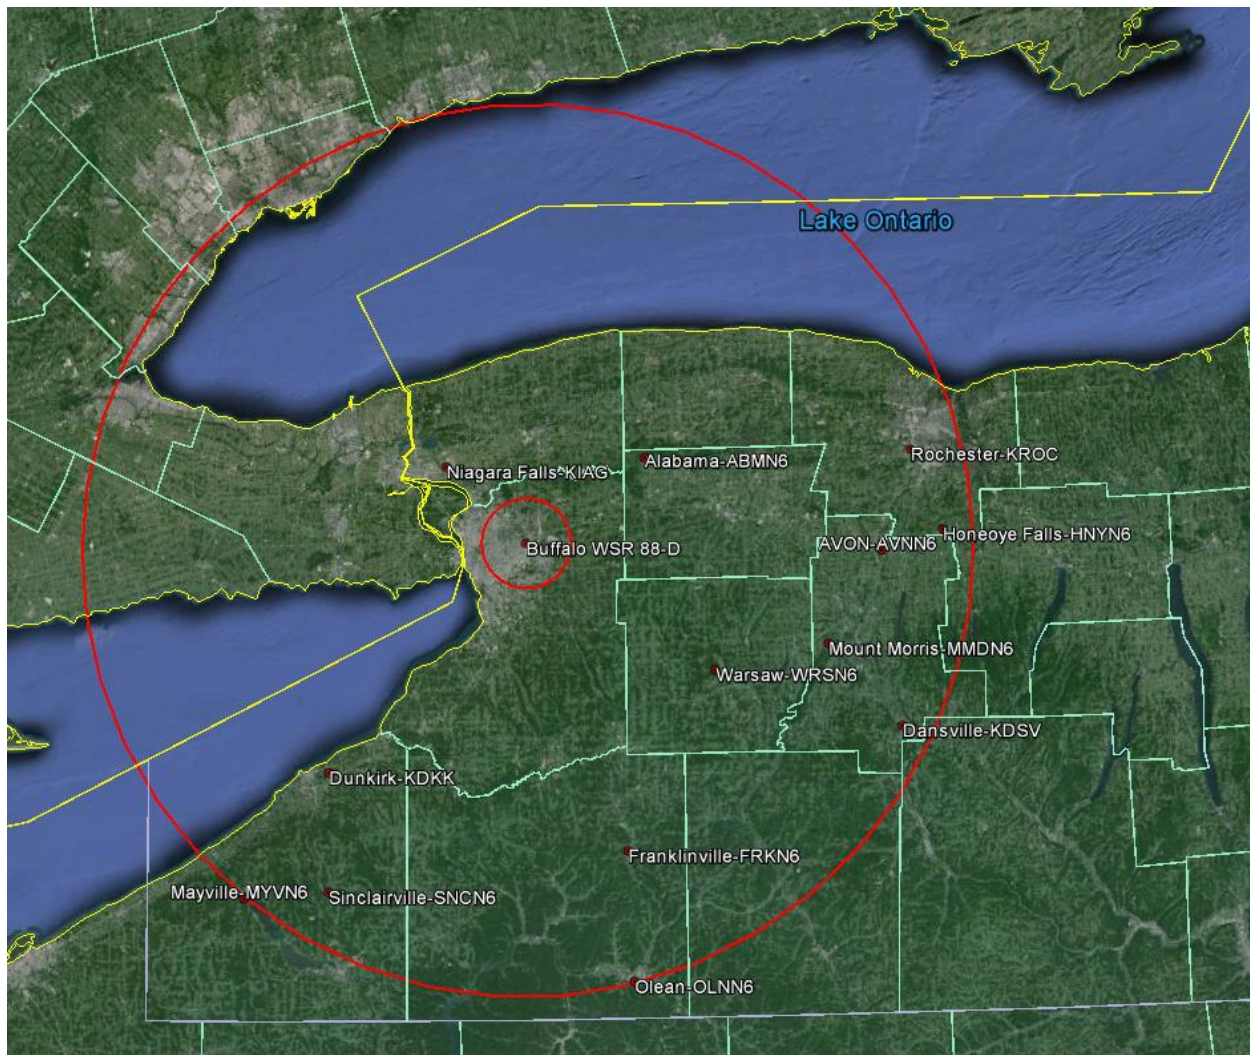 Lake Ontario
Rochester-KROC
Alabama-ABMN6
Niagara Falls-KIAG
Honeoye Falls-HNYN6
AVON-AVNN6
Buffalo WSR 88-D
Mount Morris-MMDN6
Warsaw-WRSN6
Dansville-KDSV
Dunkirk-KDKK
Franklinville-FRKN6
Mayville-MYVN6
Sinclairville-SNCN6
Olean-OLNN6